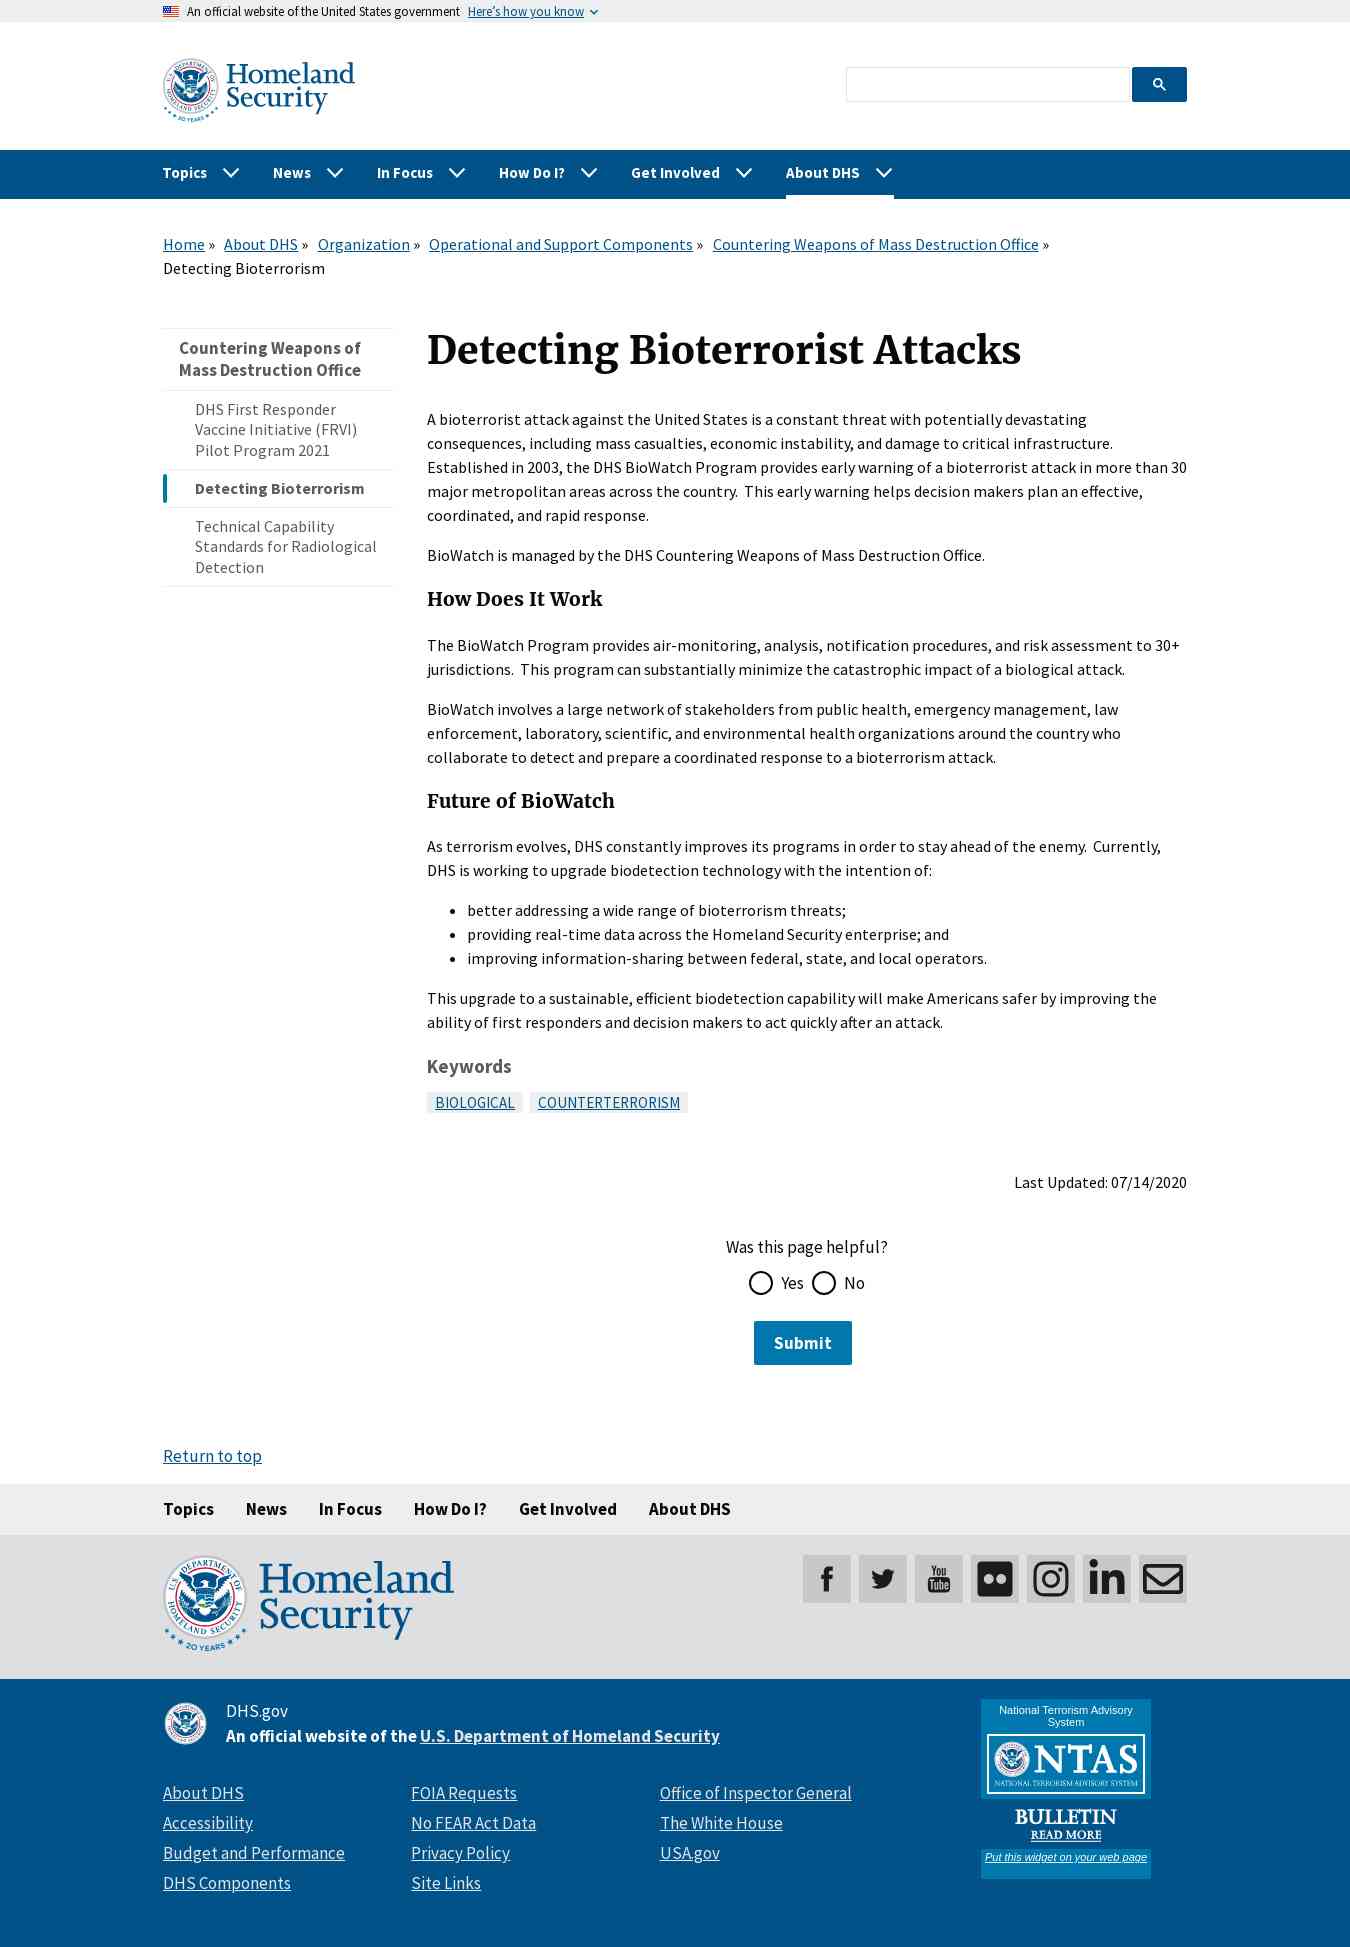 An official website of the United States government Here's how you know
U.S. DEPARTMENT OF HOMELAND SECURITY
20 YEARS
Homeland
Security
Topics News In Focus How Do I? Get Involved About DHS
Home » About DHS » Organization » Operational and Support Components » Countering Weapons of Mass Destruction Office »
Detecting Bioterrorism
Countering Weapons of
Mass Destruction Office
DHS First Responder
Vaccine Initiative (FRVI)
Pilot Program 2021
Detecting Bioterrorism
Technical Capability
Standards for Radiological
Detection
Detecting Bioterrorist Attacks
A bioterrorist attack against the United States is a constant threat with potentially devastating
consequences, including mass casualties, economic instability, and damage to critical infrastructure.
Established in 2003, the DHS BioWatch Program provides early warning of a bioterrorist attack in more than 30
major metropolitan areas across the country.  This early warning helps decision makers plan an effective,
coordinated, and rapid response.
BioWatch is managed by the DHS Countering Weapons of Mass Destruction Office.
How Does It Work
The BioWatch Program provides air-monitoring, analysis, notification procedures, and risk assessment to 30+
jurisdictions.  This program can substantially minimize the catastrophic impact of a biological attack.
BioWatch involves a large network of stakeholders from public health, emergency management, law
enforcement, laboratory, scientific, and environmental health organizations around the country who
collaborate to detect and prepare a coordinated response to a bioterrorism attack.
Future of BioWatch
As terrorism evolves, DHS constantly improves its programs in order to stay ahead of the enemy.  Currently,
DHS is working to upgrade biodetection technology with the intention of:
• better addressing a wide range of bioterrorism threats;
• providing real-time data across the Homeland Security enterprise; and
• improving information-sharing between federal, state, and local operators.
This upgrade to a sustainable, efficient biodetection capability will make Americans safer by improving the
ability of first responders and decision makers to act quickly after an attack.
Keywords
BIOLOGICAL COUNTERTERRORISM
Last Updated: 07/14/2020
Was this page helpful?
Yes No
Submit
Return to top
Topics News In Focus How Do I? Get Involved About DHS
U.S. DEPARTMENT OF HOMELAND SECURITY
20 YEARS
Homeland
Security
You
Tube
DHS.gov
An official website of the U.S. Department of Homeland Security
About DHS FOIA Requests Office of Inspector General
Accessibility No FEAR Act Data The White House
Budget and Performance Privacy Policy USA.gov
DHS Components Site Links
National Terrorism Advisory
System
NTAS
NATIONAL TERRORISM ADVISORY SYSTEM
BULLETIN
READ MORE
Put this widget on your web page